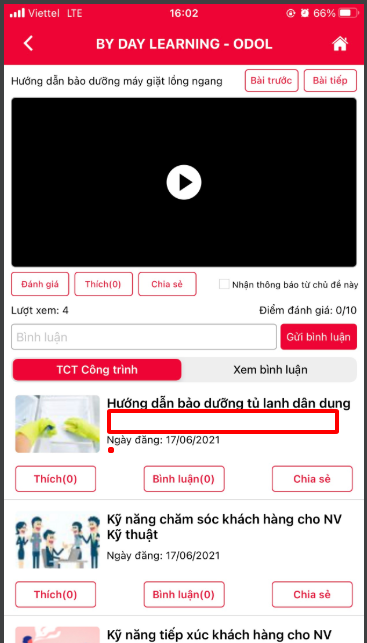 Viettel LTE 16:02 66%
BY DAY LEARNING - ODOL
Hướng dẫn bảo dưỡng máy giặt lồng ngang Bài trước Bài tiếp
Đánh giá Thích(0) Chia sẻ Nhận thông báo từ chủ đề này
Lượt xem: 4 Điểm đánh giá: 0/10
Bình luận Gửi bình luận
TCT Công trình Xem bình luận
Hướng dẫn bảo dưỡng tủ lạnh dân dụng
Ngày đăng: 17/06/2021
Thích(0) Bình luận(0) Chia sẻ
Kỹ năng chăm sóc khách hàng cho NV
Kỹ thuật
Ngày đăng: 17/06/2021
Thích(0) Bình luận(0) Chia sẻ
Kỹ năng tiếp xúc khách hàng cho NV